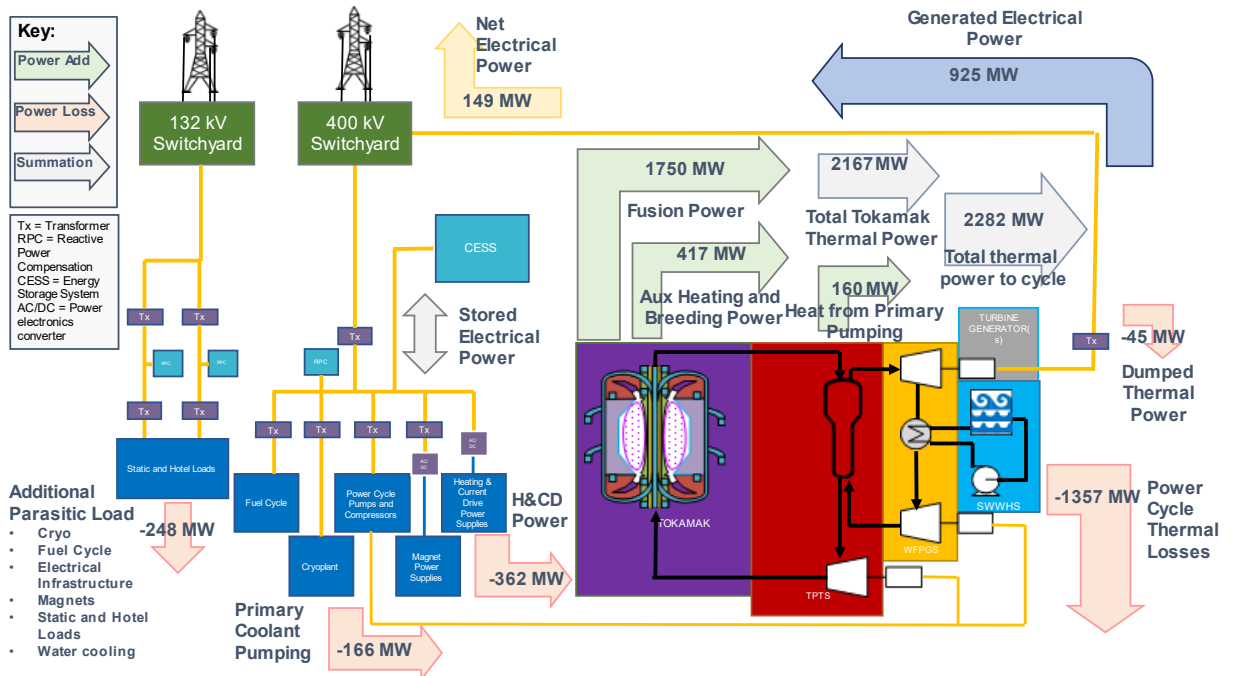 Key:
Power Add
Power Loss
Summation
Tx = Transformer
RPC = Reactive
Power
Compensation
CESS = Energy
Storage System
AC/DC = Power
electronics
converter
132 kV
Switchyard
400 kV
Switchyard
Net
Electrical
Power
149 MW
Generated Electrical
Power
925 MW
1750 MW
Fusion Power
2167 MW
Total Tokamak
Thermal Power
2282 MW
Total thermal
power to cycle
417 MW
Aux Heating and
Breeding Power
160 MW
Heat from Primary
Pumping
CESS
Stored
Electrical
Power
Tx
Tx
RPC
RPC
Tx
Tx
Tx
RPC
Tx
Tx
Tx
Tx
AC/
DC
AC/
DC
Static and Hotel Loads
Fuel Cycle
Cryoplant
Power Cycle
Pumps and
Compressors
Magnet
Power
Supplies
Heating &
Current
Drive Power
Supplies
H&CD
Power
-362 MW
Additional
Parasitic Load
• Cryo
• Fuel Cycle
• Electrical
Infrastructure
• Magnets
• Static and Hotel
Loads
• Water cooling
-248 MW
Primary
Coolant
Pumping
-166 MW
TOKAMAK
TPTS
WFPGS
TURBINE
GENERATOR(
s)
SWWHS
Tx
-45 MW
Dumped
Thermal
Power
-1357 MW
Power
Cycle
Thermal
Losses